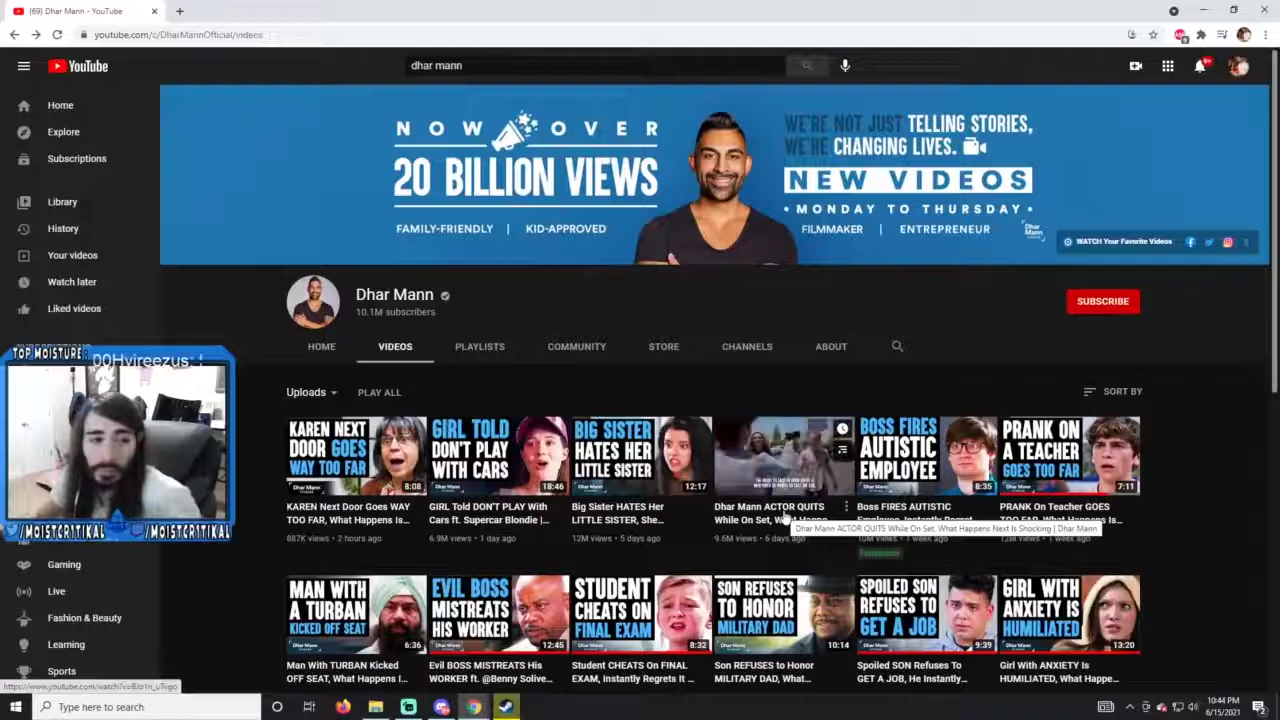 (69) Dhar Mann - YouTube
youtube.com/c/DharMannOfficial/videos
YouTube
dhar mann
9+
Home
Explore
Subscriptions
Library
History
Your videos
Watch later
Liked videos
Gaming
Live
Fashion & Beauty
Learning
Sports
NOW OVER
20 BILLION VIEWS
FAMILY-FRIENDLY | KID-APPROVED
WE'RE NOT JUST TELLING STORIES,
WE'RE CHANGING LIVES.
NEW VIDEOS
• MONDAY TO THURSDAY •
FILMMAKER | ENTREPRENEUR
Dhar Mann
WATCH Your Favorite Videos
Dhar Mann
10.1M subscribers
SUBSCRIBE
HOME VIDEOS PLAYLISTS COMMUNITY STORE CHANNELS ABOUT
Uploads PLAY ALL SORT BY
KAREN NEXT
DOOR GOES
WAY TOO FAR
8:08
KAREN Next Door Goes WAY
TOO FAR, What Happens Is...
887K views • 2 hours ago
GIRL TOLD
DON'T PLAY
WITH CARS
18:46
GIRL Told DON'T PLAY With
Cars ft. Supercar Blondie |...
6.9M views • 1 day ago
BIG SISTER
HATES HER
LITTLE SISTER
12:17
Big Sister HATES Her
LITTLE SISTER, She...
12M views • 5 days ago
Dhar Mann ACTOR QUITS
While On Set,
Dhar Mann ACTOR QUITS While On Set, What Happens Next Is Shocking | Dhar Mann
9.6M views • 6 days ago
BOSS FIRES
AUTISTIC
EMPLOYEE
8:35
Boss FIRES AUTISTIC
10M views • 1 week ago
PRANK ON
A TEACHER
GOES TOO FAR
7:11
PRANK On Teacher GOES
12M views • 1 week ago
MAN WITH
A TURBAN
KICKED OFF SEAT
6:36
Man With TURBAN Kicked
OFF SEAT, What Happens I...
EVIL BOSS
MISTREATS
HIS WORKER
12:45
Evil BOSS MISTREATS His
WORKER ft. @Benny Solive...
STUDENT
CHEATS ON
FINAL EXAM
8:32
Student CHEATS On FINAL
EXAM, Instantly Regrets It ...
SON REFUSES
TO HONOR
MILITARY DAD
10:14
Son REFUSES to Honor
MILITARY DAD, What...
SPOILED SON
REFUSES TO
GET A JOB
9:39
Spoiled SON Refuses To
GET A JOB, He Instantly...
GIRL WITH
ANXIETY IS
HUMILIATED
13:20
Girl With ANXIETY Is
HUMILIATED, What Happe...
TOP MOISTURE:
00Hvireezus: !
/MOISTCRITIKAL /MOISTCRITIKAL
Type here to search
10:44 PM
6/15/2021